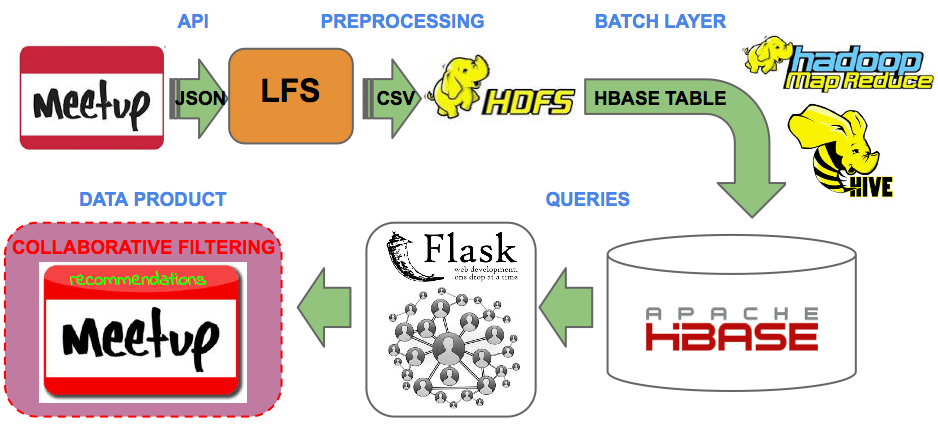 API
PREPROCESSING
BATCH LAYER
Meetup
JSON
LFS
CSV
HDFS
HBASE TABLE
hadoop
Map Reduce
HIVE
DATA PRODUCT
QUERIES
COLLABORATIVE FILTERING
recommendations
Meetup
Flask
web development,
one drop at a time
APACHE
HBASE